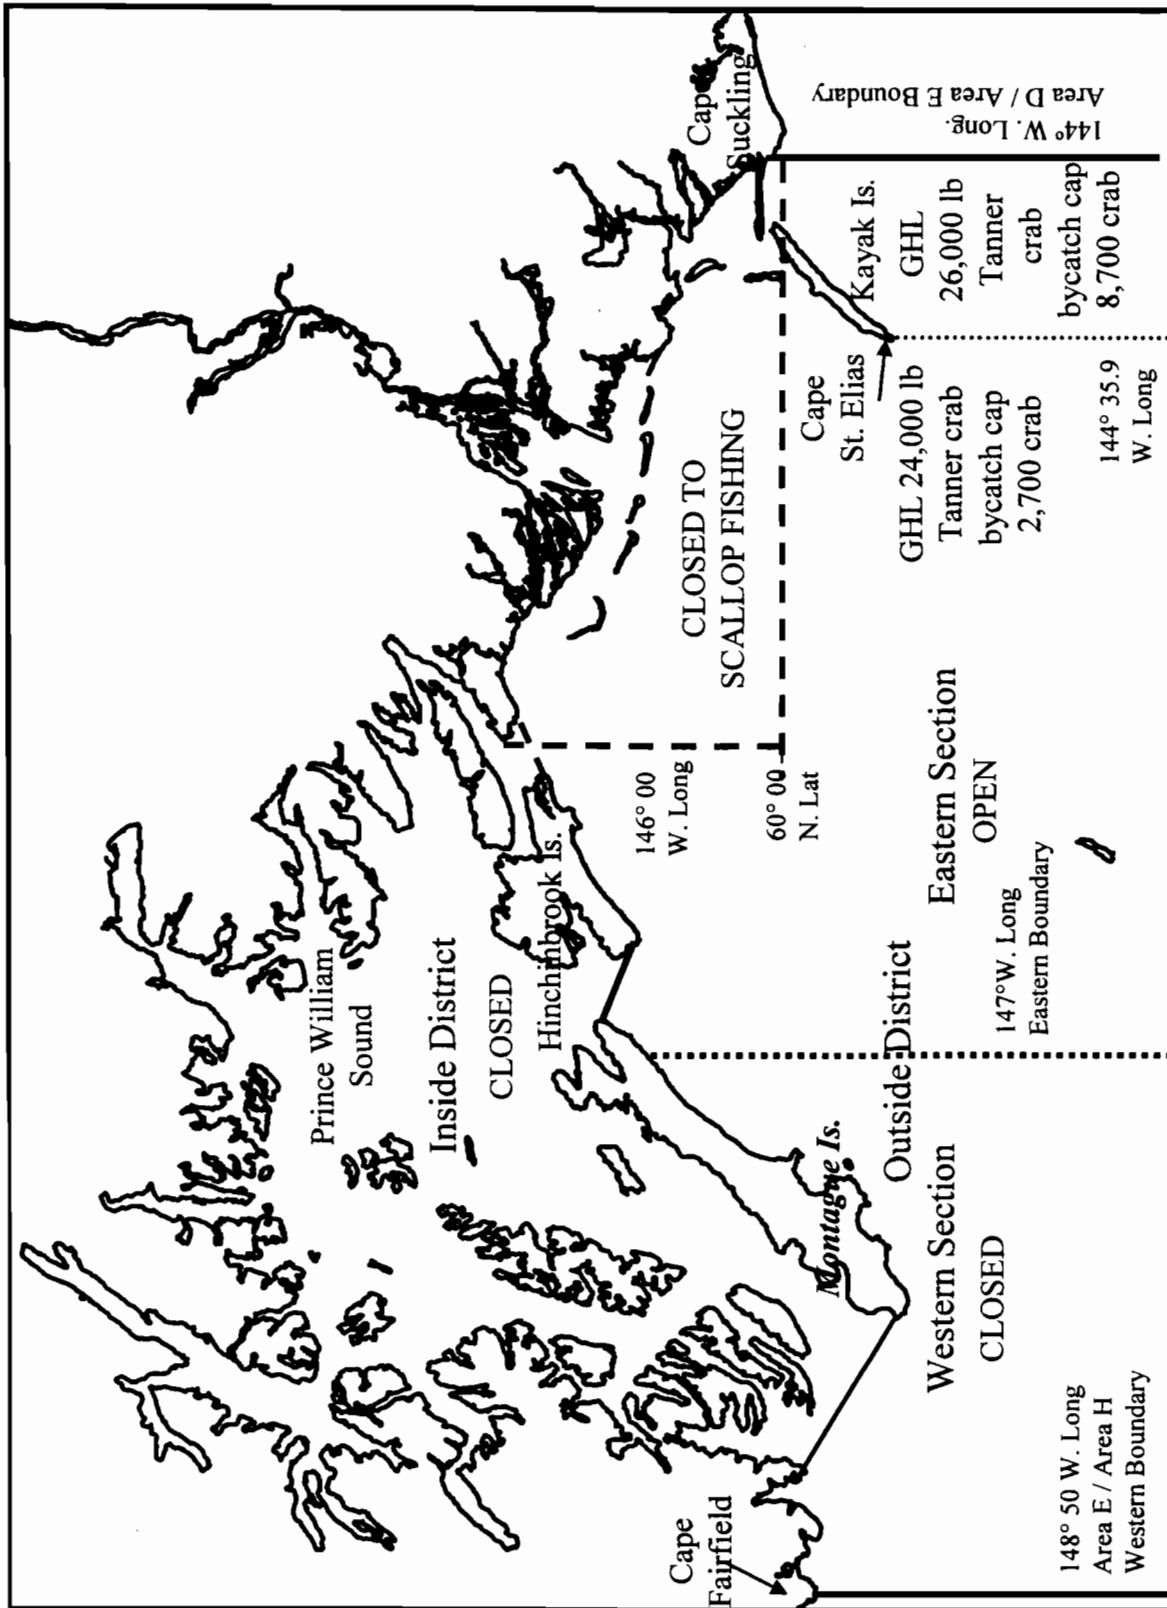 Prince William
Sound
Inside District
CLOSED
Hinchinbrook Is.
146° 00
W. Long
60° 00
N. Lat
CLOSED TO
SCALLOP FISHING
Cape
Suckling
144° W. Long.
Area D / Area E Boundary
Kayak Is.
GHL
26,000 lb
Tanner
crab
bycatch cap
8,700 crab
Cape
St. Elias
GHL 24,000 lb
Tanner crab
bycatch cap
2,700 crab
144° 35.9
W. Long
Eastern Section
OPEN
147°W. Long
Eastern Boundary
Outside District
Montague Is.
Western Section
CLOSED
Cape
Fairfield
148° 50 W. Long
Area E / Area H
Western Boundary